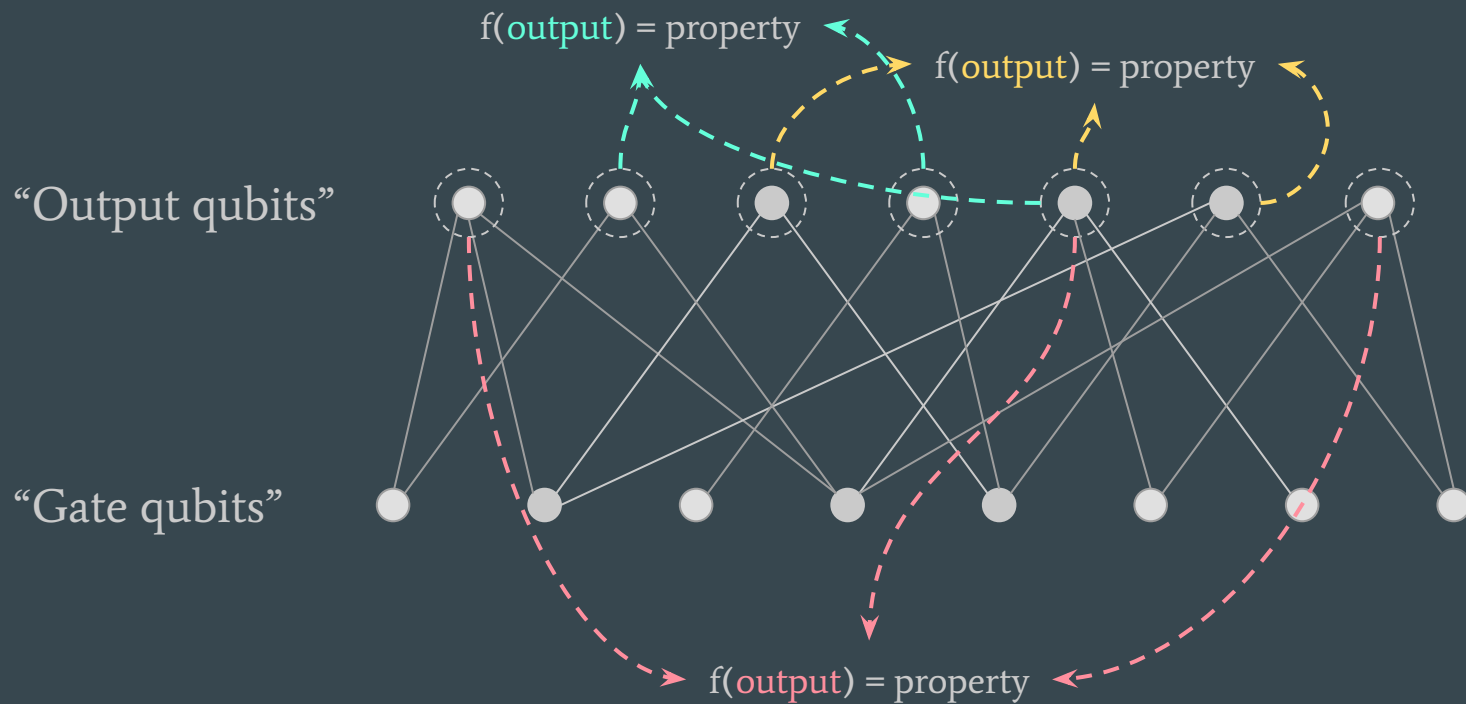 f(output) = property
f(output) = property
“Output qubits”
“Gate qubits”
f(output) = property